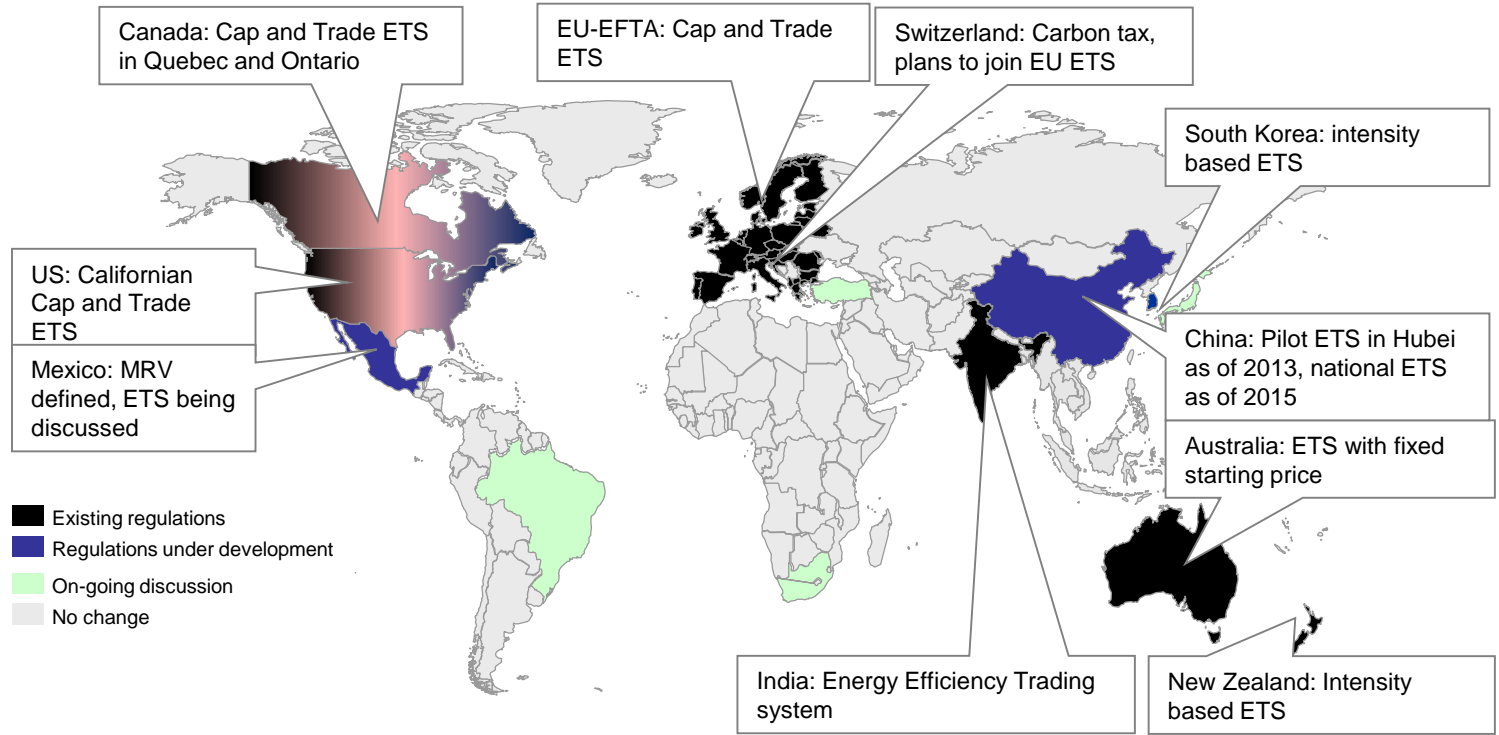 Canada: Cap and Trade ETS
in Quebec and Ontario
EU-EFTA: Cap and Trade
ETS
Switzerland: Carbon tax,
plans to join EU ETS
South Korea: intensity
based ETS
US: Californian
Cap and Trade
ETS
Mexico: MRV
defined, ETS being
discussed
China: Pilot ETS in Hubei
as of 2013, national ETS
as of 2015
Australia: ETS with fixed
starting price
Existing regulations
Regulations under development
On-going discussion
No change
India: Energy Efficiency Trading
system
New Zealand: Intensity
based ETS